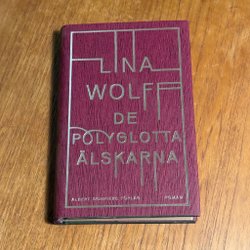 LINA
WOLFF
DE
POLYGLOTTA
ÄLSKARNA
ALBERT BONNIERS FÖRLAG ROMAN